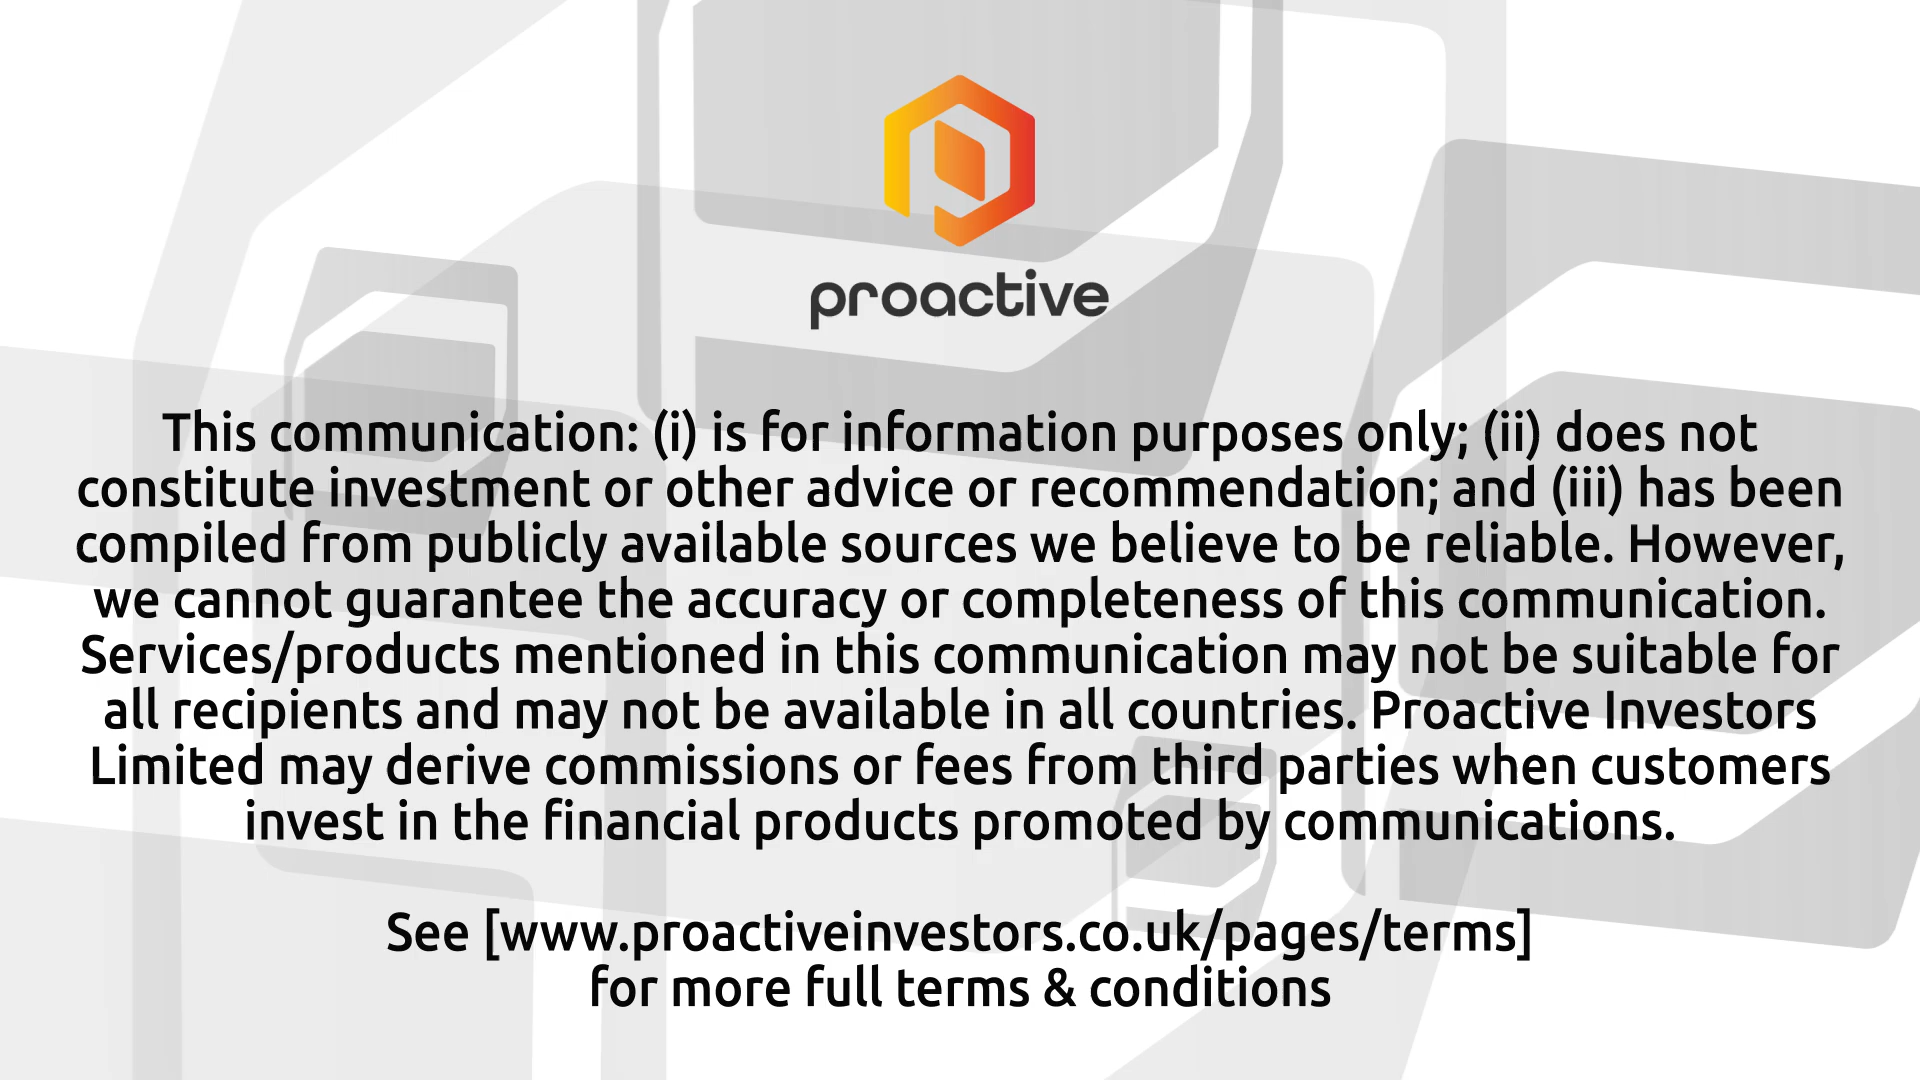 proactive
This communication: (i) is for information purposes only; (ii) does not
constitute investment or other advice or recommendation; and (iii) has been
compiled from publicly available sources we believe to be reliable. However,
we cannot guarantee the accuracy or completeness of this communication.
Services/products mentioned in this communication may not be suitable for
all recipients and may not be available in all countries. Proactive Investors
Limited may derive commissions or fees from third parties when customers
invest in the financial products promoted by communications.
See [www.proactiveinvestors.co.uk/pages/terms]
for more full terms & conditions